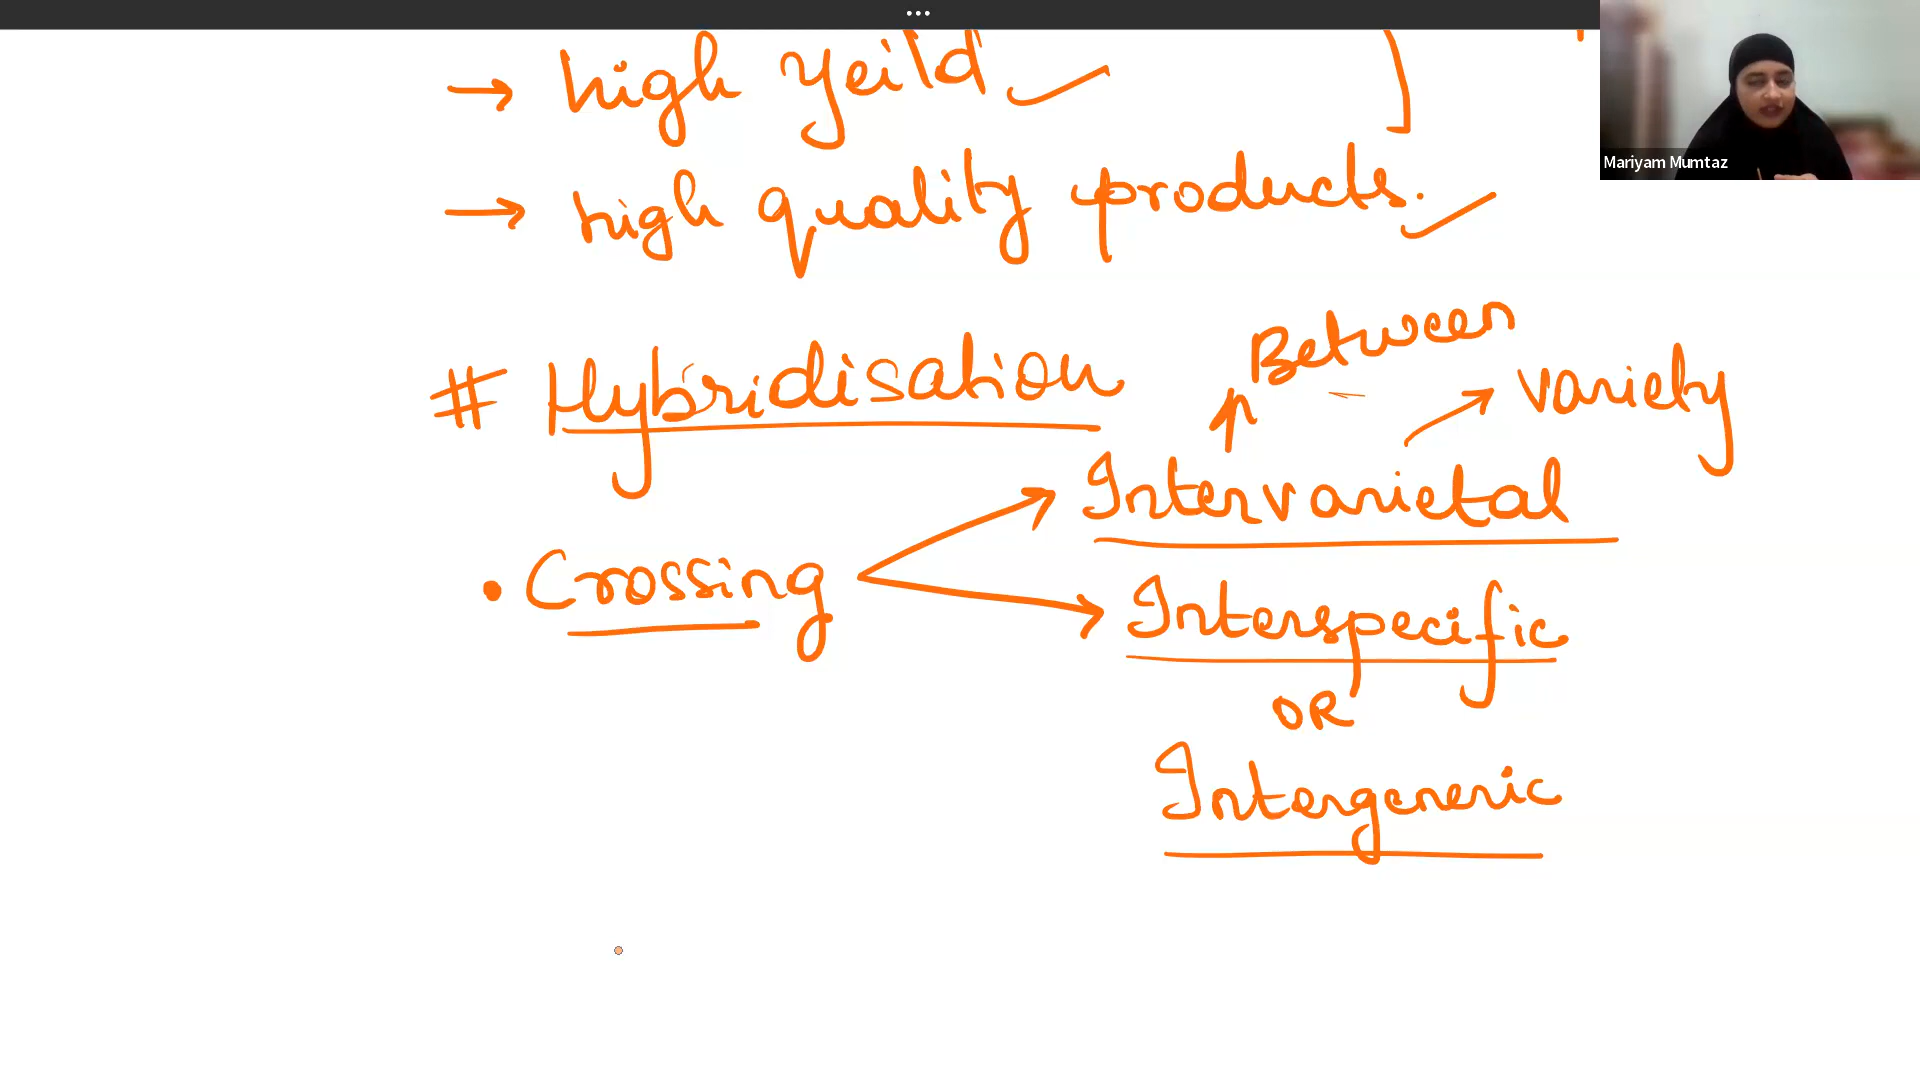 ...
→ high yeild ✓
Mariyam Mumtaz
→ high quality products. ✓
# Hybridisation
Between
variety
Intervarietal
• Crossing
Interspecific
OR
Intergeneric